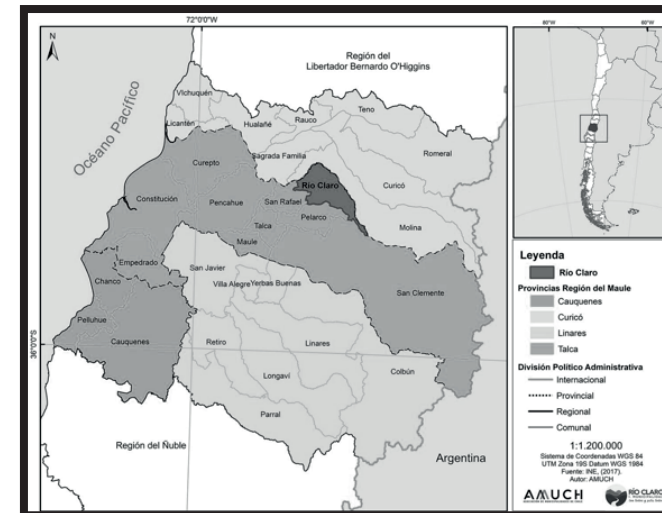 72°0'0"W
N
Océano Pacífico
Región del
Libertador Bernardo O'Higgins
Vichuquén
Licantén
Hualañé
Rauco
Teno
Romeral
Sagrada Familia
Curepto
Río Claro
Curicó
Constitución
Pencahue
San Rafael
Pelarco
Talca
Molina
Maule
Empedrado
San Javier
Chanco
Villa Alegre
Yerbas Buenas
San Clemente
Pelluhue
Cauquenes
Retiro
Linares
Colbún
Longaví
Parral
36°0'0"S
Región del Ñuble
Argentina
80°W
60°W
Leyenda
Río Claro
Provincias Región del Maule
Cauquenes
Curicó
Linares
Talca
División Político Administrativa
Internacional
Provincial
Regional
Comunal
1:1.200.000
Sistema de Coordenadas WGS 84
UTM Zona 19S Datum WGS 1984
Fuente: INE, (2017).
Autor: AMUCH
AMUCH
RÍO CLARO